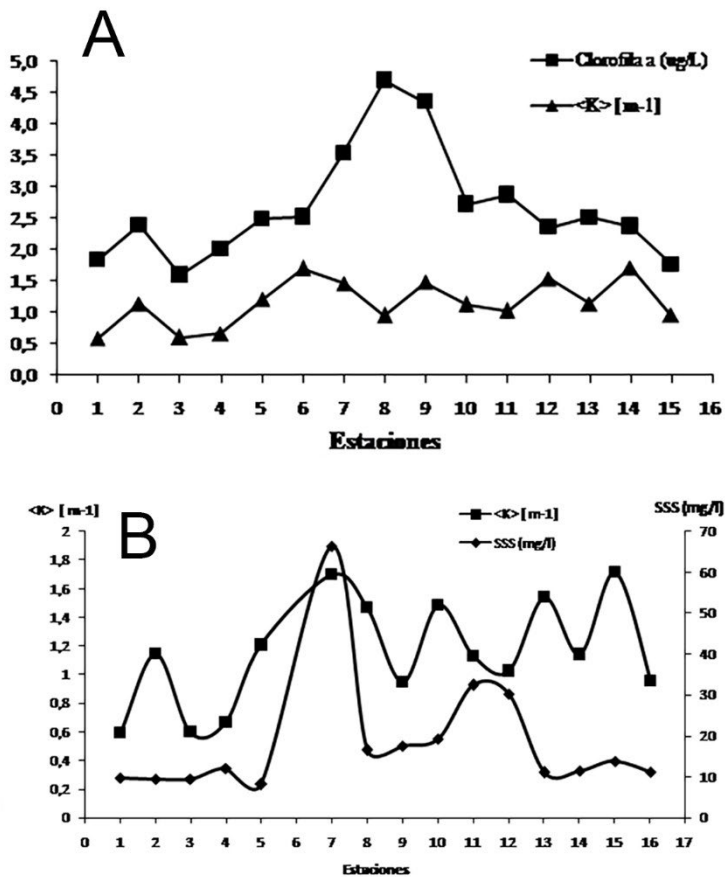 A
Clorofila a (ug/L)
<K> [ m-1]
5,0
4,5
4,0
3,5
3,0
2,5
2,0
1,5
1,0
0,5
0,0
0 1 2 3 4 5 6 7 8 9 10 11 12 13 14 15 16
Estaciones
B
<K> [ m-1]
<K> [ m-1]
SSS (mg/l)
SSS (mg/l)
2
1,8
1,6
1,4
1,2
1
0,8
0,6
0,4
0,2
0
70
60
50
40
30
20
10
0
0 1 2 3 4 5 6 7 8 9 10 11 12 13 14 15 16 17
Estaciones